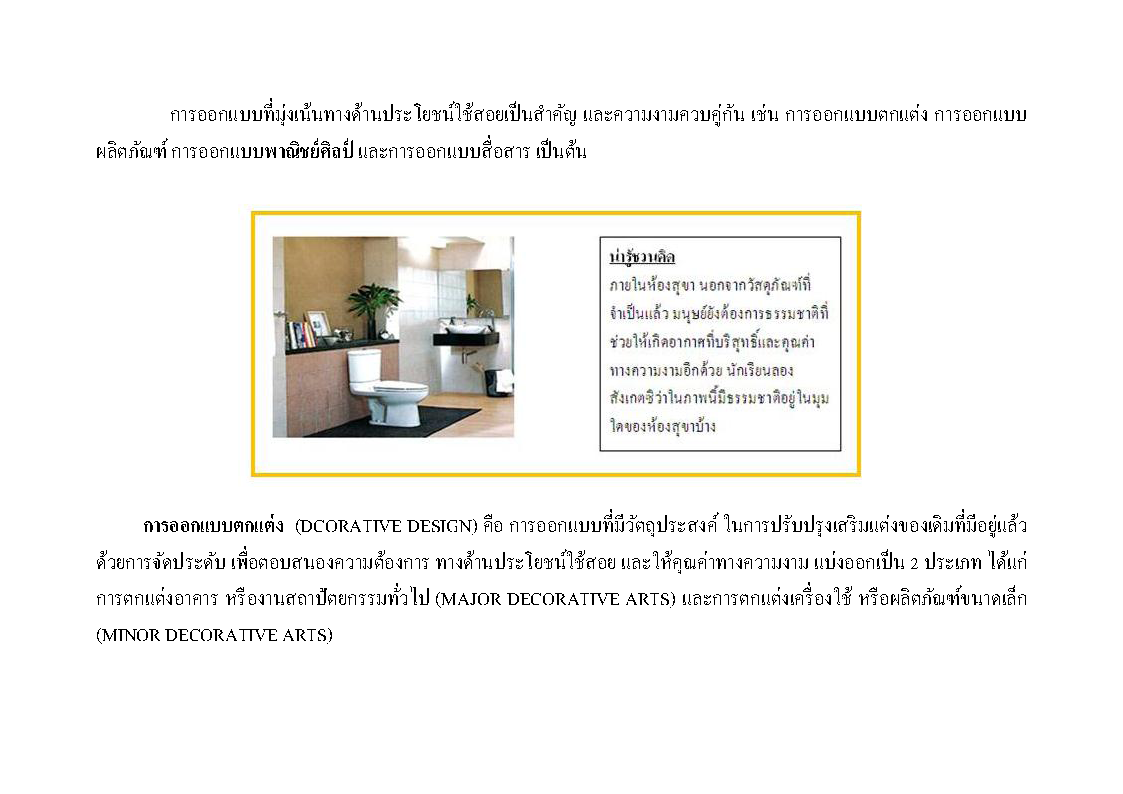 การออกแบบที่มุ่งเน้นทางด้านประโยชน์ใช้สอยเป็นสำคัญ และความงามควบคู่กัน เช่น การออกแบบตกแต่ง การออกแบบ
ผลิตภัณฑ์ การออกแบบพาณิชย์ศิลป์ และการออกแบบสื่อสาร เป็นต้น
น่ารู้ชวนคิด
ภายในห้องสุขา นอกจากวัสดุภัณฑ์ที่
จำเป็นแล้ว มนุษย์ยังต้องการธรรมชาติที่
ช่วยให้เกิดอากาศที่บริสุทธิ์และคุณค่า
ทางความงามอีกด้วย นักเรียนลอง
สังเกตซิว่าในภาพนี้มีธรรมชาติอยู่ในมุม
ใดของห้องสุขาบ้าง
การออกแบบตกแต่ง (DCORATIVE DESIGN) คือ การออกแบบที่มีวัตถุประสงค์ ในการปรับปรุงเสริมแต่งของเดิมที่มีอยู่แล้ว
ด้วยการจัดประดับ เพื่อตอบสนองความต้องการ ทางด้านประโยชน์ใช้สอย และให้คุณค่าทางความงาม แบ่งออกเป็น 2 ประเภท ได้แก่
การตกแต่งอาคาร หรืองานสถาปัตยกรรมทั่วไป (MAJOR DECORATIVE ARTS) และการตกแต่งเครื่องใช้ หรือผลิตภัณฑ์ขนาดเล็ก
(MINOR DECORATIVE ARTS)